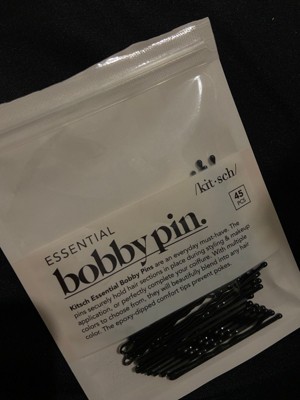 /kit·sch/
45
PCS
ESSENTIAL
bobby pin.
Kitsch Essential Bobby Pins are an everyday must-have. The
pins securely hold hair sections in place during styling & makeup
application, or perfectly complete your coiffure. With multiple
colors to choose from, they will beautifully blend into any hair
color. The epoxy-dipped comfort tips prevent pokes.